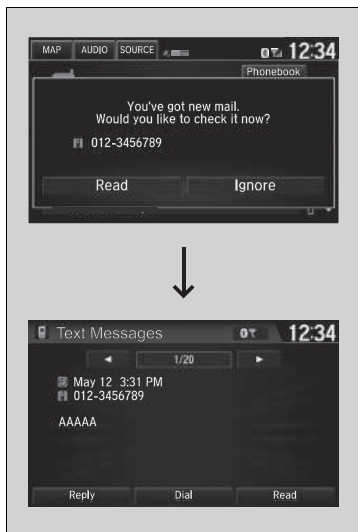 MAP AUDIO SOURCE 12:34
Phonebook
You've got new mail.
Would you like to check it now?
012-3456789
Read Ignore
Text Messages 12:34
1/20
May 12 3:31 PM
012-3456789
AAAAA
Reply Dial Read